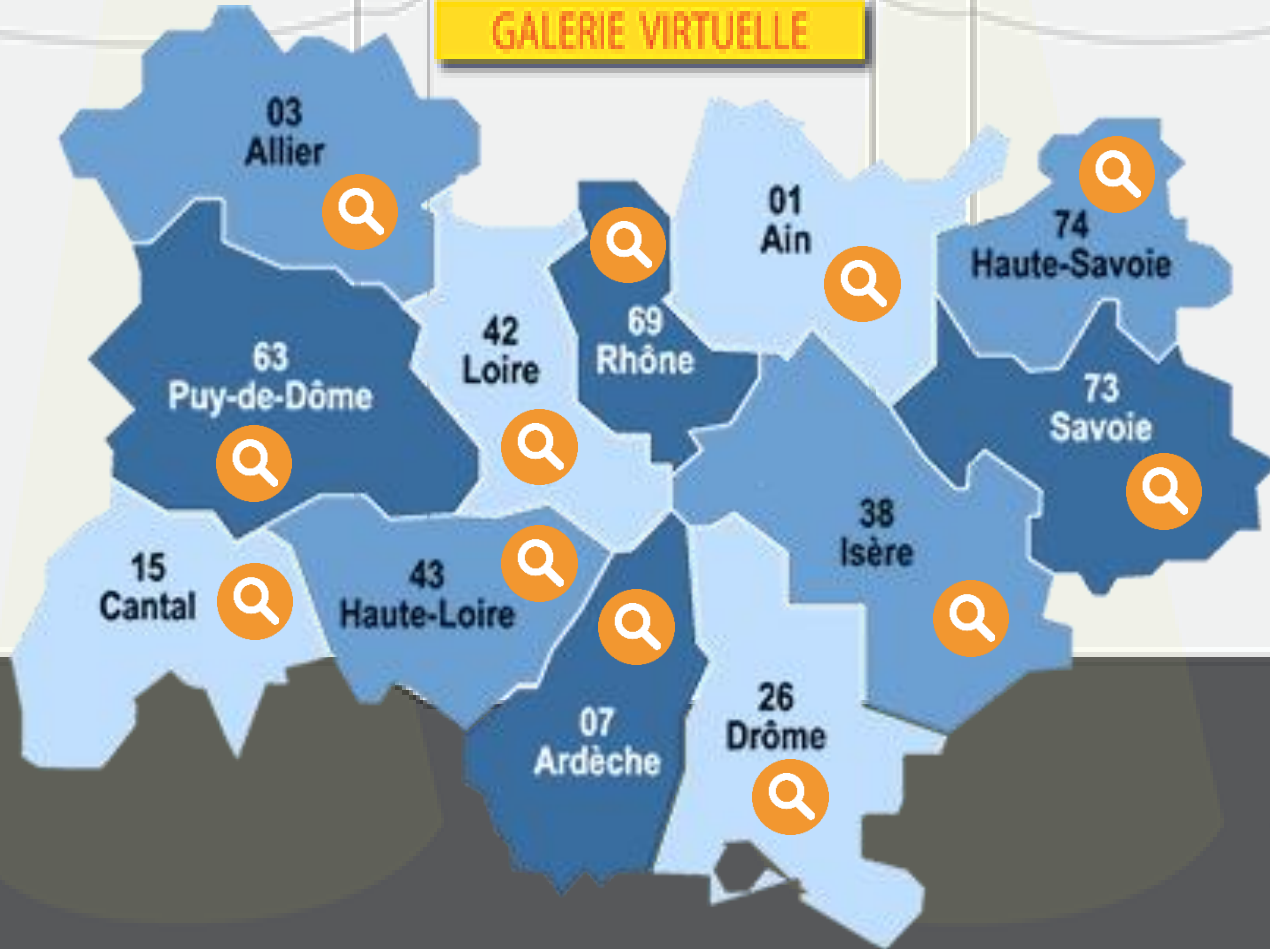 GALERIE VIRTUELLE
03
Allier
01
Ain
74
Haute-Savoie
69
Rhône
42
Loire
63
Puy-de-Dôme
73
Savoie
38
Isère
15
Cantal
43
Haute-Loire
26
Drôme
07
Ardèche